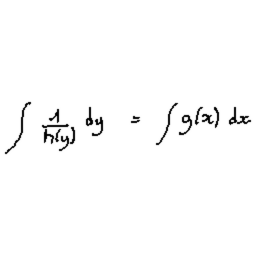 ∫ 1/h(y) dy = ∫ g(x) dx